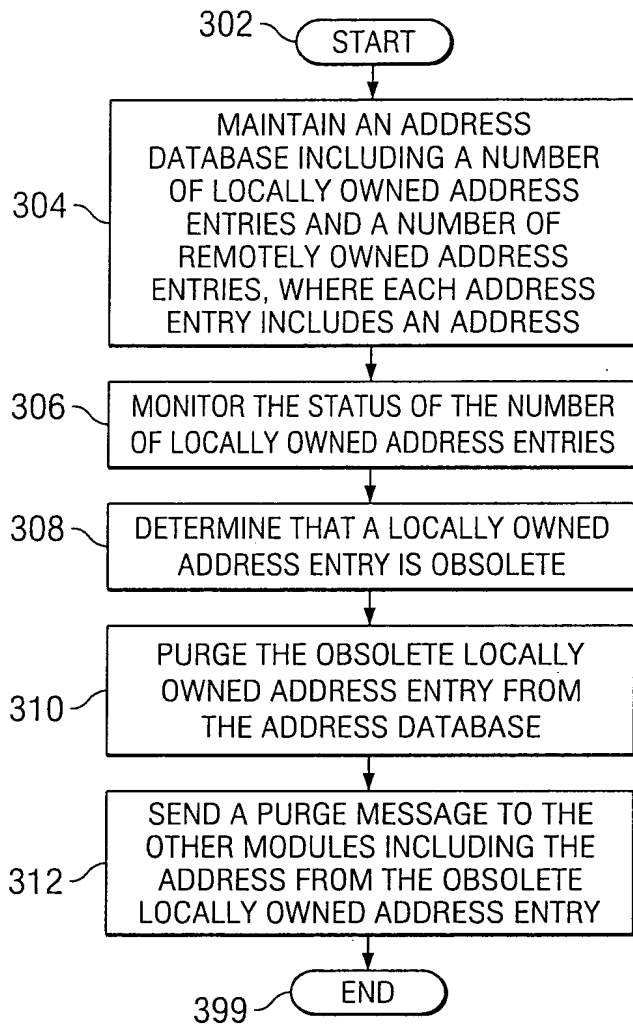 302
START
304
MAINTAIN AN ADDRESS
DATABASE INCLUDING A NUMBER
OF LOCALLY OWNED ADDRESS
ENTRIES AND A NUMBER OF
REMOTELY OWNED ADDRESS
ENTRIES, WHERE EACH ADDRESS
ENTRY INCLUDES AN ADDRESS
306
MONITOR THE STATUS OF THE NUMBER
OF LOCALLY OWNED ADDRESS ENTRIES
308
DETERMINE THAT A LOCALLY OWNED
ADDRESS ENTRY IS OBSOLETE
310
PURGE THE OBSOLETE LOCALLY
OWNED ADDRESS ENTRY FROM
THE ADDRESS DATABASE
312
SEND A PURGE MESSAGE TO THE
OTHER MODULES INCLUDING THE
ADDRESS FROM THE OBSOLETE
LOCALLY OWNED ADDRESS ENTRY
399
END